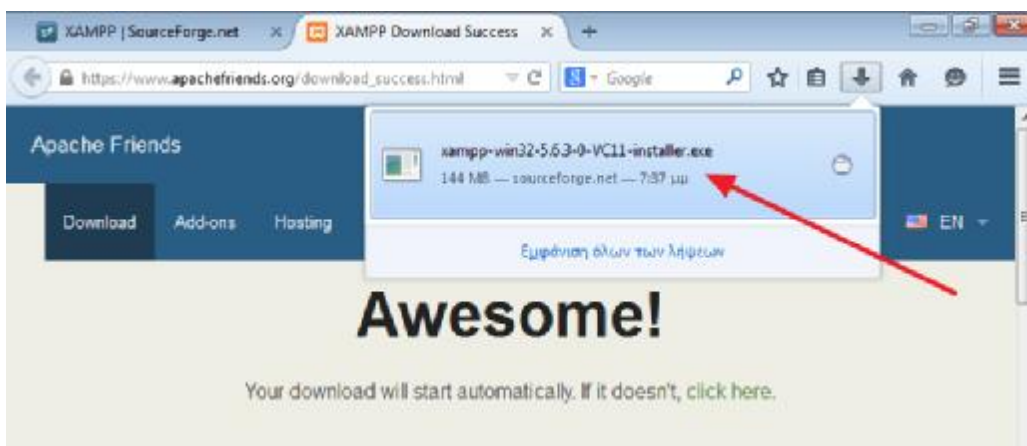 XAMPP | SourceForge.net
XAMPP Download Success
https://www.apachefriends.org/download_success.html
Google
Apache Friends
xampp-win32-5.6.3-0-VC11-installer.exe
144 MB — sourceforge.net — 7:37 μμ
Download Add-ons Hosting
EN
Εμφάνιση όλων των λήψεων
Awesome!
Your download will start automatically. If it doesn't, click here.